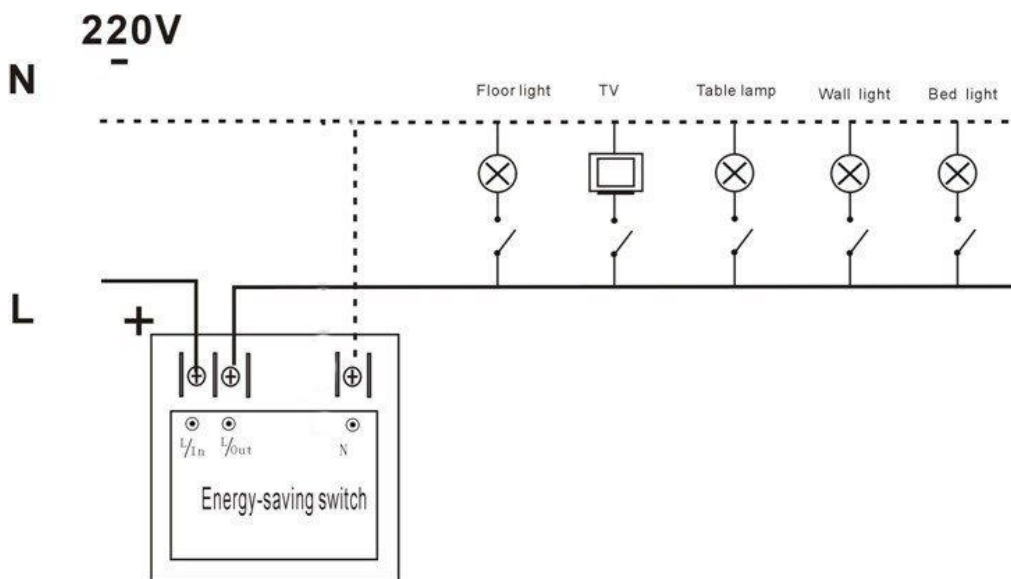 220V
-
N
Floor light TV Table lamp Wall light Bed light
L
+
L/In L/Out N
Energy-saving switch